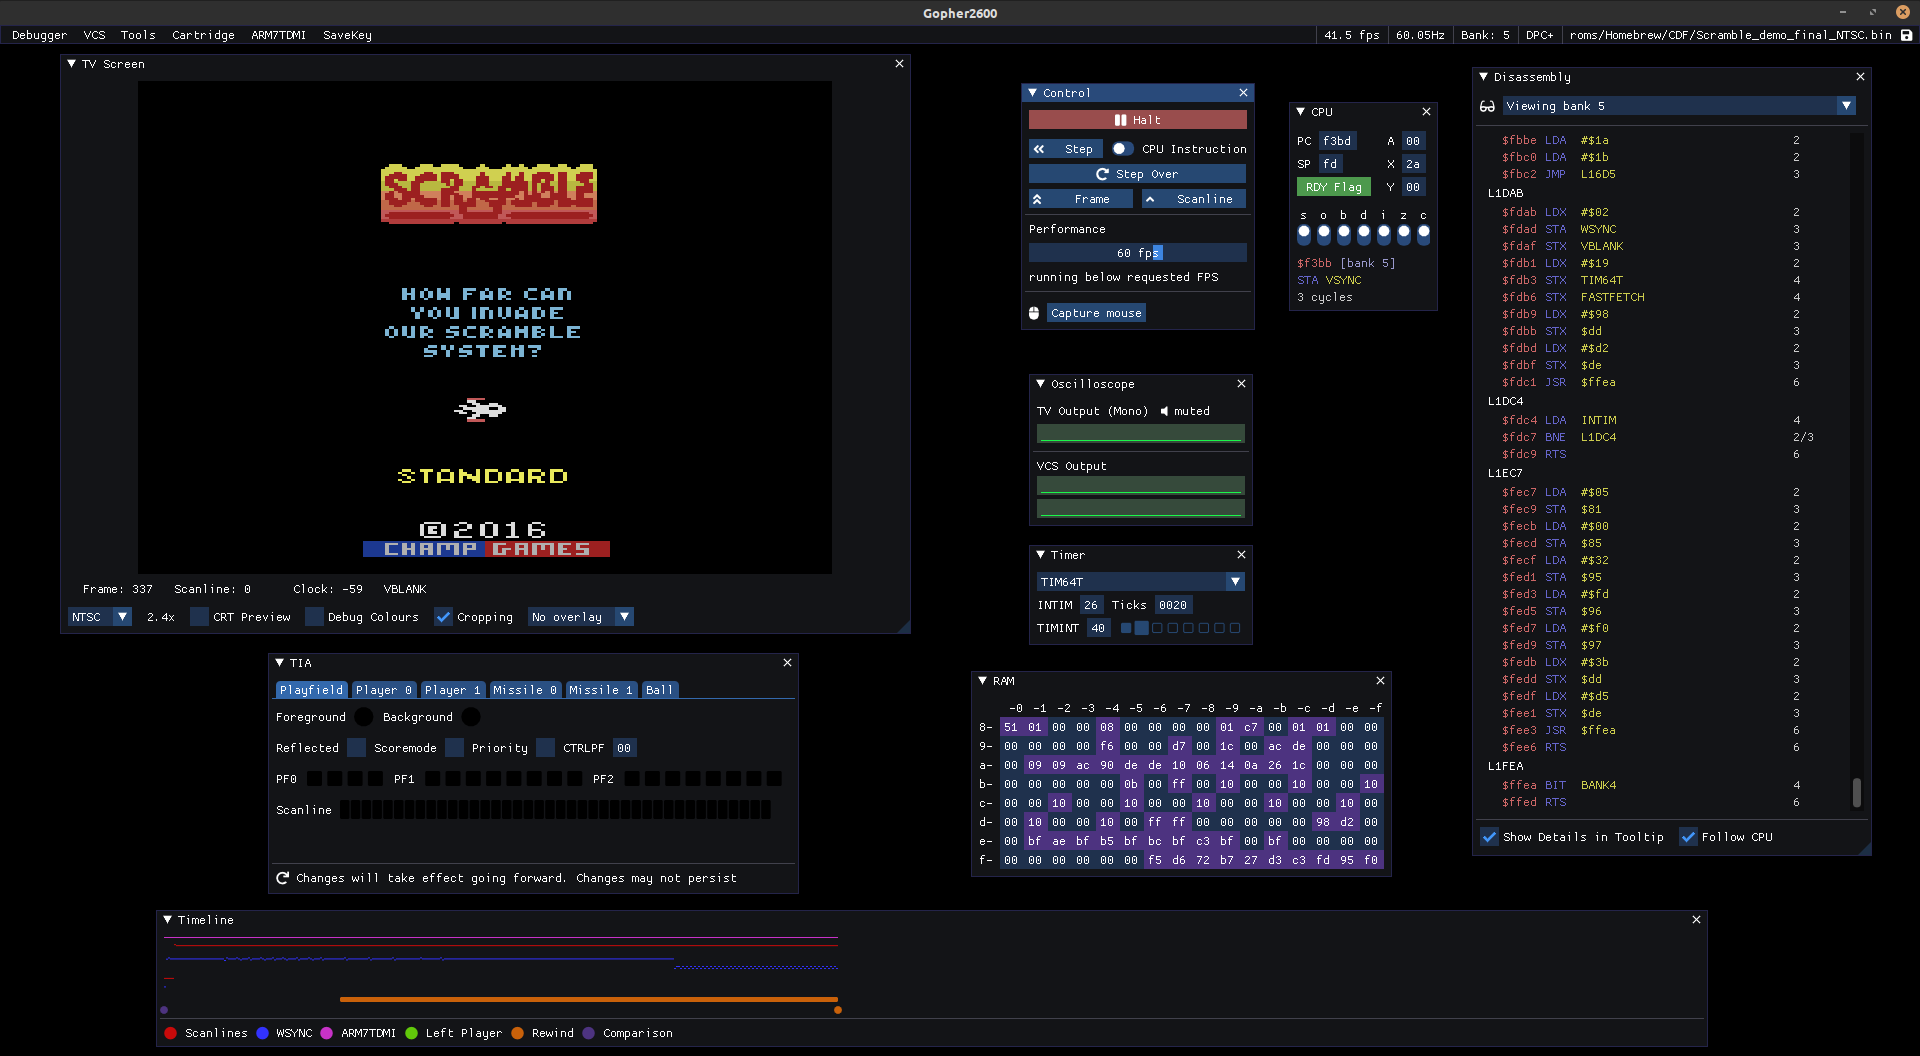 Gopher2600
Debugger VCS Tools Cartridge ARM7TDMI SaveKey 41.5 fps 60.05Hz Bank: 5 DPC+ roms/Homebrew/CDF/Scramble_demo_final_NTSC.bin
TV Screen
SCRAMBLE
HOW FAR CAN
YOU INVADE
OUR SCRAMBLE
SYSTEM?
STANDARD
©2016
CHAMP GAMES
Frame: 337 Scanline: 0 Clock: -59 VBLANK
NTSC 2.4x CRT Preview Debug Colours Cropping No overlay
Control
Halt
Step CPU Instruction
Step Over
Frame Scanline
Performance
60 fps
running below requested FPS
Capture mouse
CPU
PC f3bd A 00
SP fd X 2a
RDY Flag Y 00
s o b d i z c
$f3bb [bank 5]
STA VSYNC
3 cycles
Oscilloscope
TV Output (Mono) muted
VCS Output
Timer
TIM64T
INTIM 26 Ticks 0020
TIMINT 40
Disassembly
Viewing bank 5
$fbbe LDA #$1a 2
$fbc0 LDA #$1b 2
$fbc2 JMP L16D5 3
L1DAB
$fdab LDX #$02 2
$fdad STA WSYNC 3
$fdaf STX VBLANK 3
$fdb1 LDX #$19 2
$fdb3 STX TIM64T 4
$fdb6 STX FASTFETCH 4
$fdb9 LDX #$98 2
$fdbb STX $dd 3
$fdbd LDX #$d2 2
$fdbf STX $de 3
$fdc1 JSR $ffea 6
L1DC4
$fdc4 LDA INTIM 4
$fdc7 BNE L1DC4 2/3
$fdc9 RTS 6
L1EC7
$fec7 LDA #$05 2
$fec9 STA $81 3
$fecb LDA #$00 2
$fecd STA $85 3
$fecf LDA #$32 2
$fed1 STA $95 3
$fed3 LDA #$fd 2
$fed5 STA $96 3
$fed7 LDA #$f0 2
$fed9 STA $97 3
$fedb LDX #$3b 2
$fedd STX $dd 3
$fedf LDX #$d5 2
$fee1 STX $de 3
$fee3 JSR $ffea 6
$fee6 RTS 6
L1FEA
$ffea BIT BANK4 4
$ffed RTS 6
Show Details in Tooltip Follow CPU
TIA
Playfield Player 0 Player 1 Missile 0 Missile 1 Ball
Foreground Background
Reflected Scoremode Priority CTRLPF 00
PF0 PF1 PF2
Scanline
Changes will take effect going forward. Changes may not persist
RAM
-0 -1 -2 -3 -4 -5 -6 -7 -8 -9 -a -b -c -d -e -f
8- 51 01 00 00 08 00 00 00 00 01 c7 00 01 01 00 00
9- 00 00 00 00 f6 00 00 d7 00 1c 00 ac de 00 00 00
a- 00 09 09 ac 90 de de 10 06 14 0a 26 1c 00 00 00
b- 00 00 00 00 00 0b 00 ff 00 10 00 00 10 00 00 10
c- 00 00 10 00 00 10 00 00 10 00 00 10 00 00 10 00
d- 00 10 00 00 10 00 ff ff 00 00 00 00 00 98 d2 00
e- 00 bf ae bf b5 bf bc bf c3 bf 00 bf 00 00 00 00
f- 00 00 00 00 00 00 f5 d6 72 b7 27 d3 c3 fd 95 f0
Timeline
Scanlines WSYNC ARM7TDMI Left Player Rewind Comparison